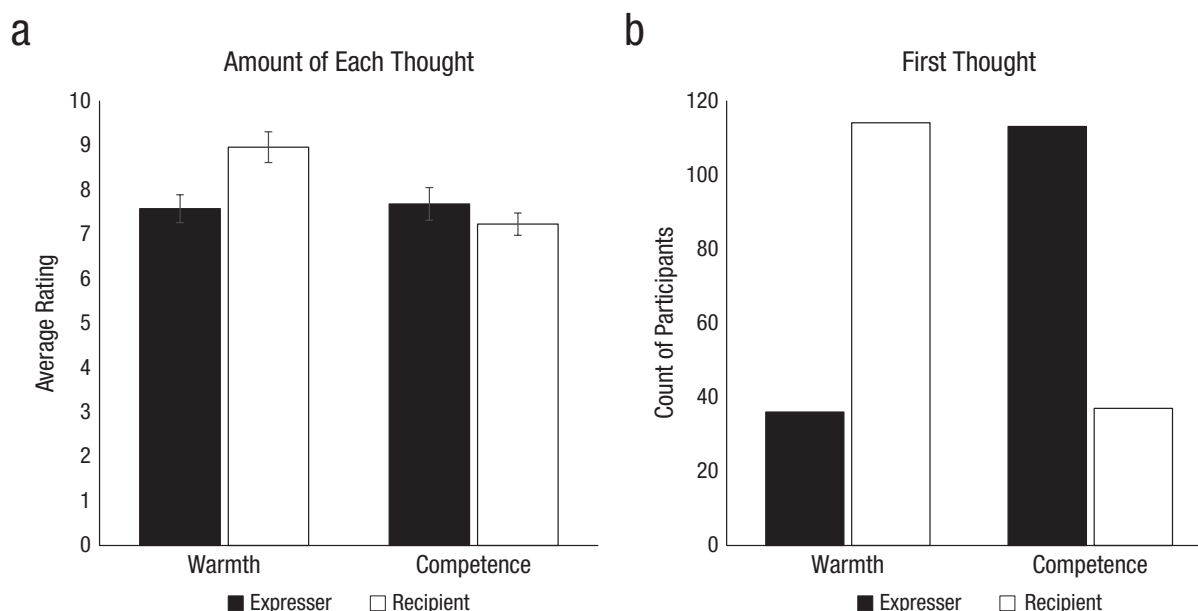 a
Amount of Each Thought
10
9
8
7
6
5
4
3
2
1
0
Average Rating
Warmth
Competence
Expresser
Recipient
b
First Thought
120
100
80
60
40
20
0
Count of Participants
Warmth
Competence
Expresser
Recipient